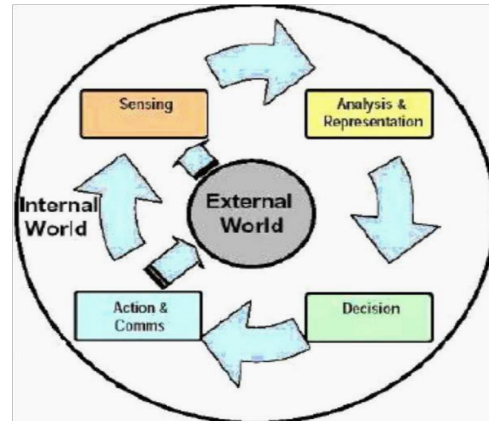 Sensing
Analysis &
Representation
Internal
World
External
World
Action &
Comms
Decision